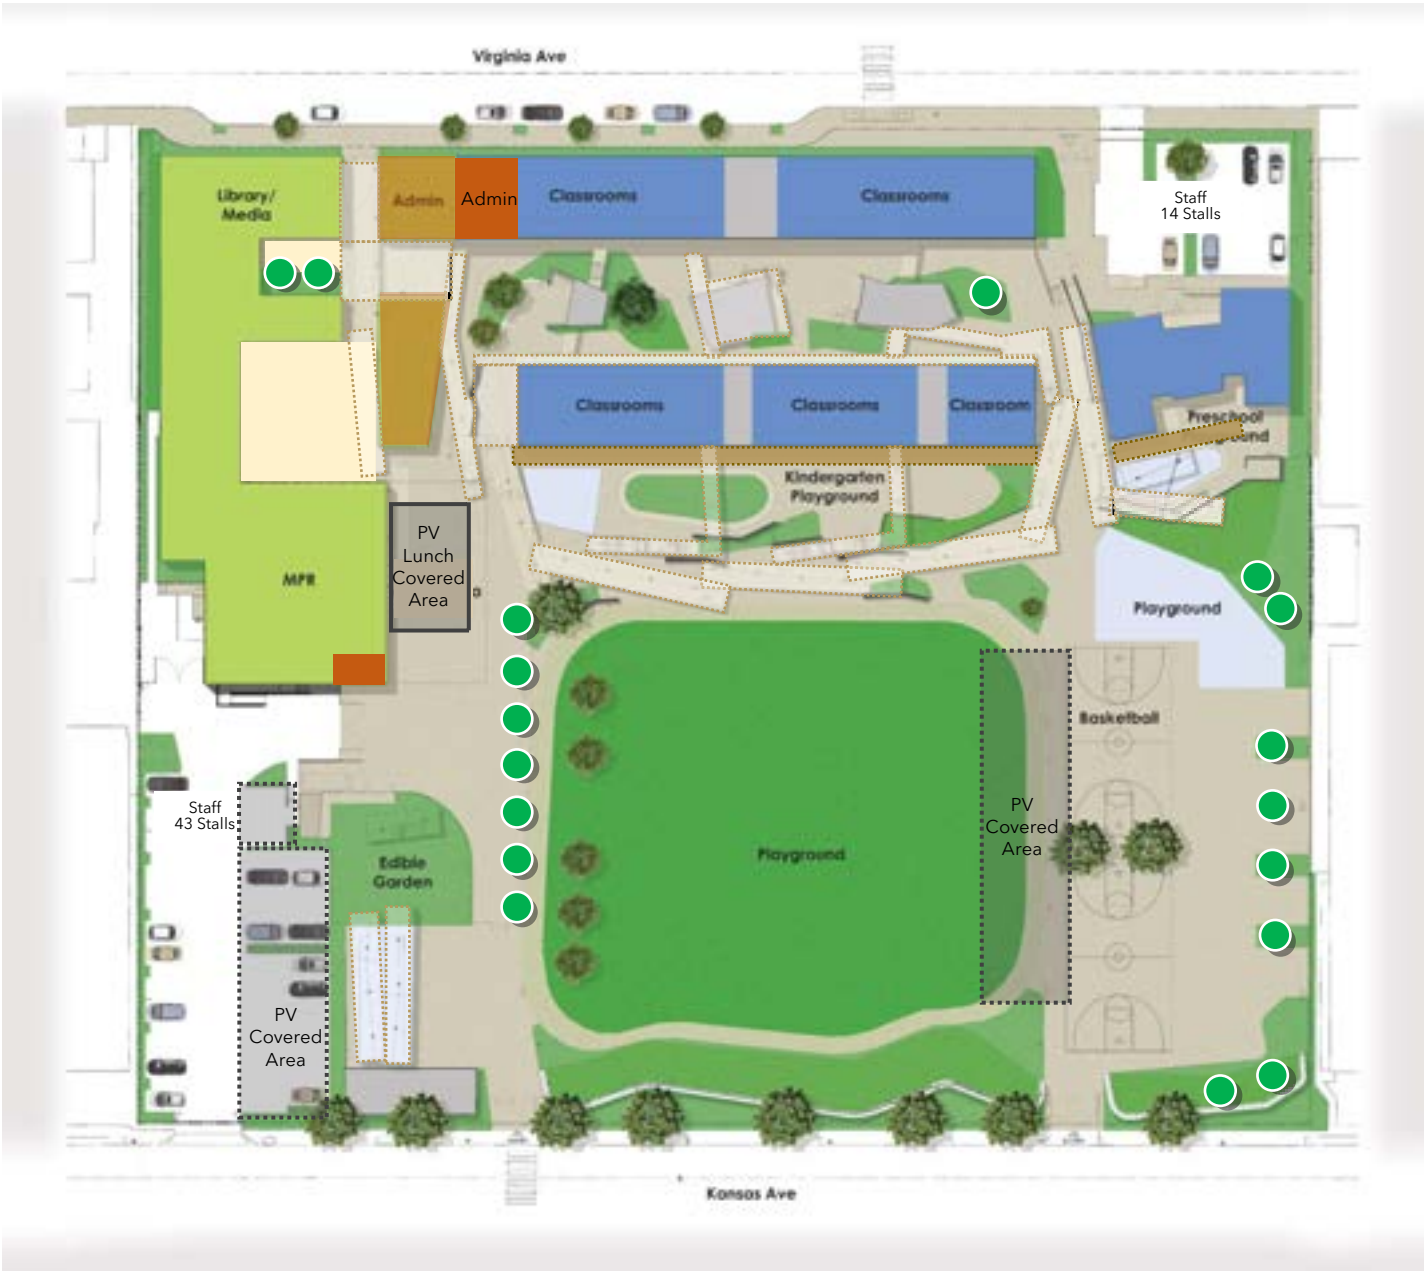 Virginia Ave
Library/
Media
Admin
Admin
Classrooms
Classrooms
Staff
14 Stalls
Classrooms
Classrooms
Classroom
Preschool
Kindergarten
Playground
PV
Lunch
Covered
Area
MPR
Playground
Basketball
Staff
43 Stalls
PV
Covered
Area
Edible
Garden
Playground
PV
Covered
Area
Kansas Ave